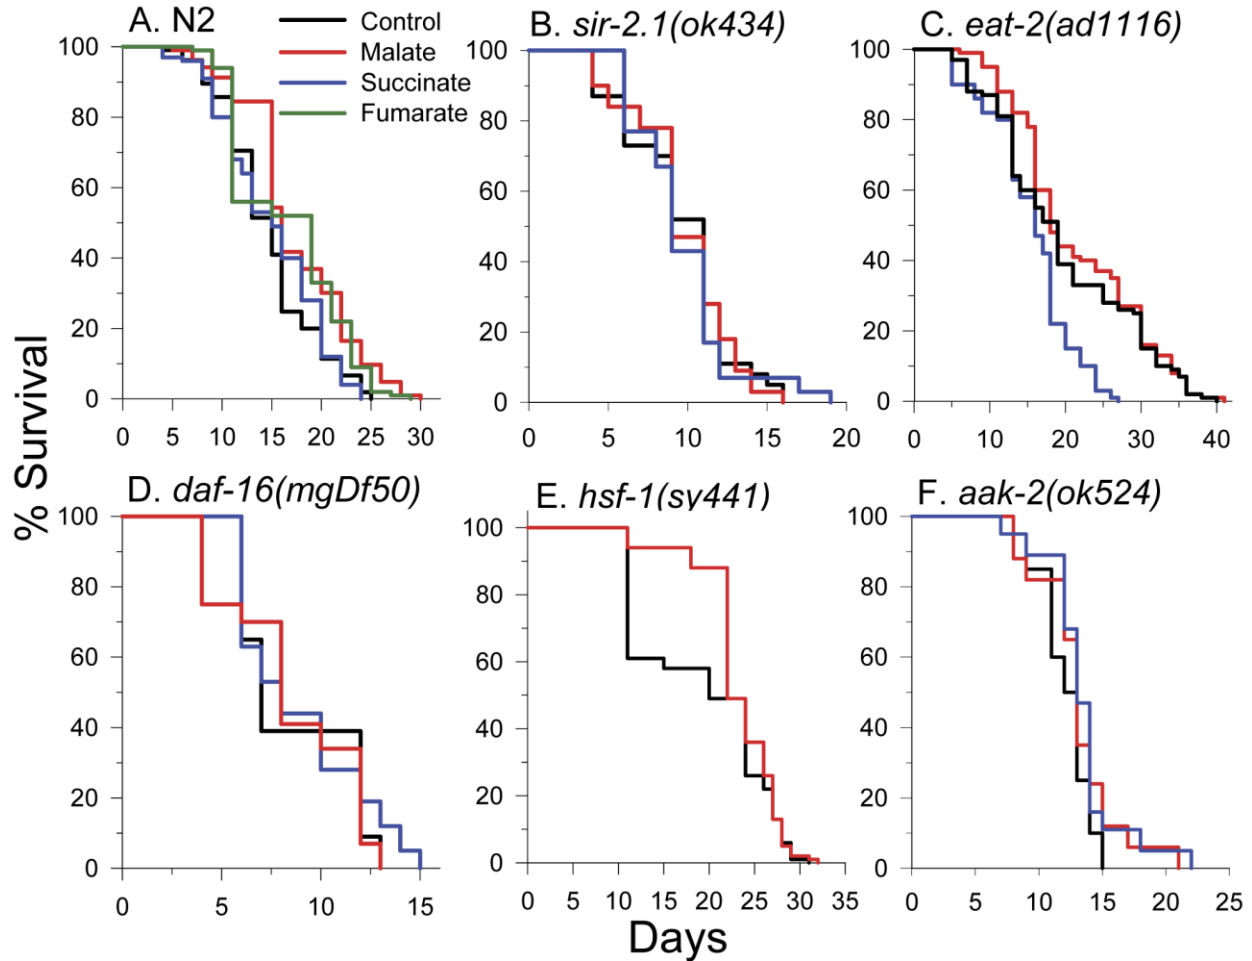 A. N2
Control
Malate
Succinate
Fumarate
B. sir-2.1(ok434)
C. eat-2(ad1116)
100
80
60
40
20
0
0 5 10 15 20 25 30
100
80
60
40
20
0
0 5 10 15 20
100
80
60
40
20
0
0 10 20 30 40
% Survival
D. daf-16(mgDf50)
E. hsf-1(sy441)
F. aak-2(ok524)
100
80
60
40
20
0
0 5 10 15
100
80
60
40
20
0
0 5 10 15 20 25 30 35
100
80
60
40
20
0
0 5 10 15 20 25
Days